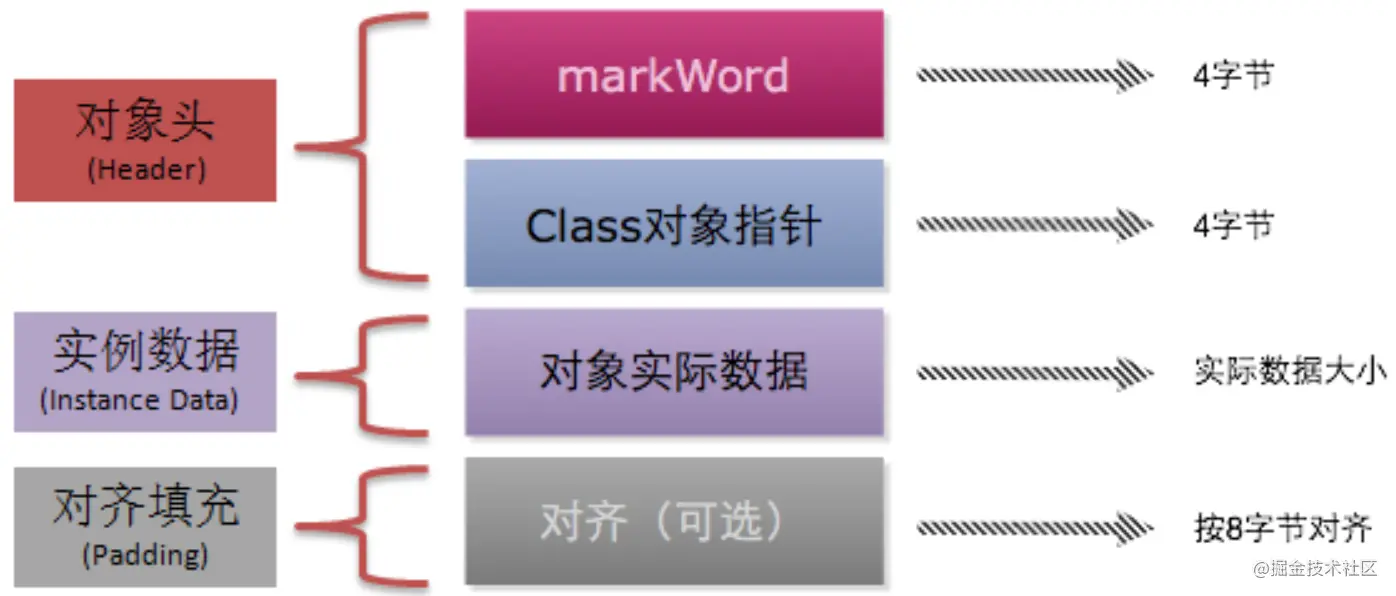 对象头
(Header)
markWord
4字节
Class对象指针
4字节
实例数据
(Instance Data)
对象实际数据
实际数据大小
对齐填充
(Padding)
对齐（可选）
按8字节对齐
@掘金技术社区